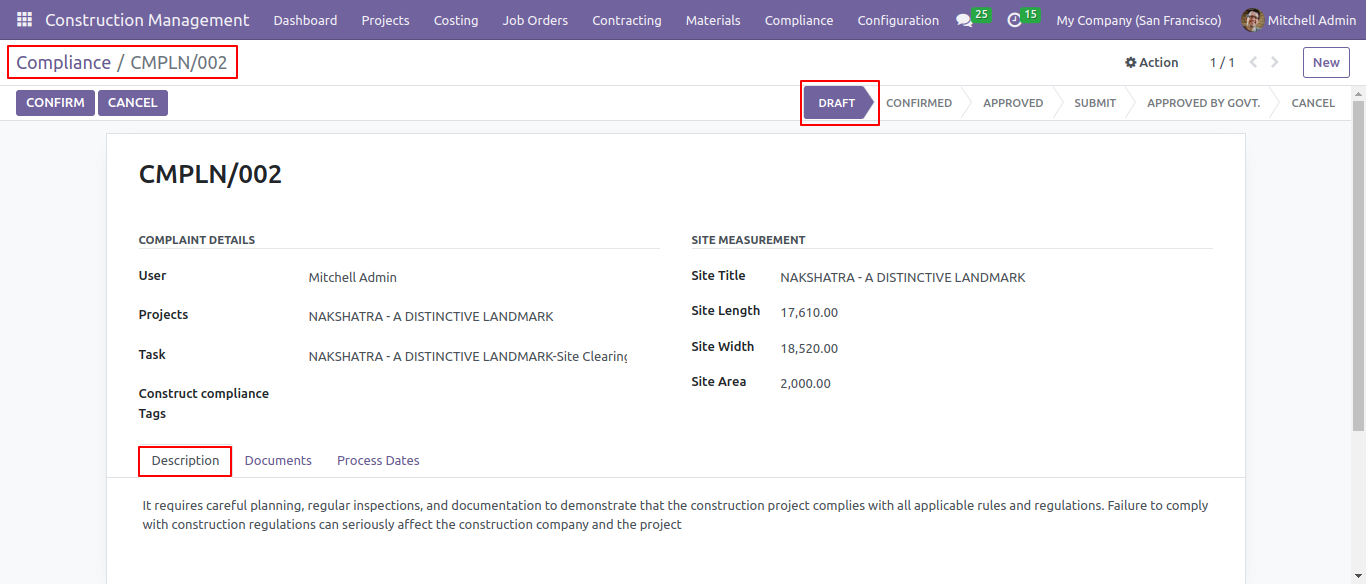 Construction Management Dashboard Projects Costing Job Orders Contracting Materials Compliance Configuration 25 15 My Company (San Francisco) Mitchell Admin
Compliance / CMPLN/002 Action 1 / 1 New
CONFIRM CANCEL DRAFT CONFIRMED APPROVED SUBMIT APPROVED BY GOVT. CANCEL
CMPLN/002
COMPLAINT DETAILS
User Mitchell Admin
Projects NAKSHATRA - A DISTINCTIVE LANDMARK
Task NAKSHATRA - A DISTINCTIVE LANDMARK-Site Clearing
Construct compliance
Tags
SITE MEASUREMENT
Site Title NAKSHATRA - A DISTINCTIVE LANDMARK
Site Length 17,610.00
Site Width 18,520.00
Site Area 2,000.00
Description Documents Process Dates
It requires careful planning, regular inspections, and documentation to demonstrate that the construction project complies with all applicable rules and regulations. Failure to comply
with construction regulations can seriously affect the construction company and the project